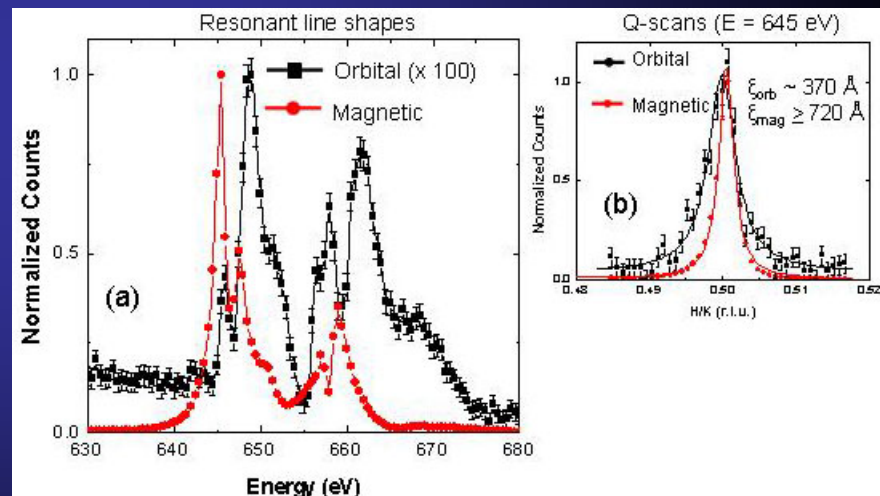 Resonant line shapes
Q-scans (E = 645 eV)
Orbital (x 100)
Magnetic
(a)
Normalized Counts
1.0
0.5
0.0
630 640 650 660 670 680
Energy (eV)
Orbital
Magnetic
ξorb ~ 370 Å
ξmag ≥ 720 Å
(b)
Normalized Counts
1.0
0.5
0.0
0.48 0.49 0.50 0.51 0.52
H/K (r.l.u.)